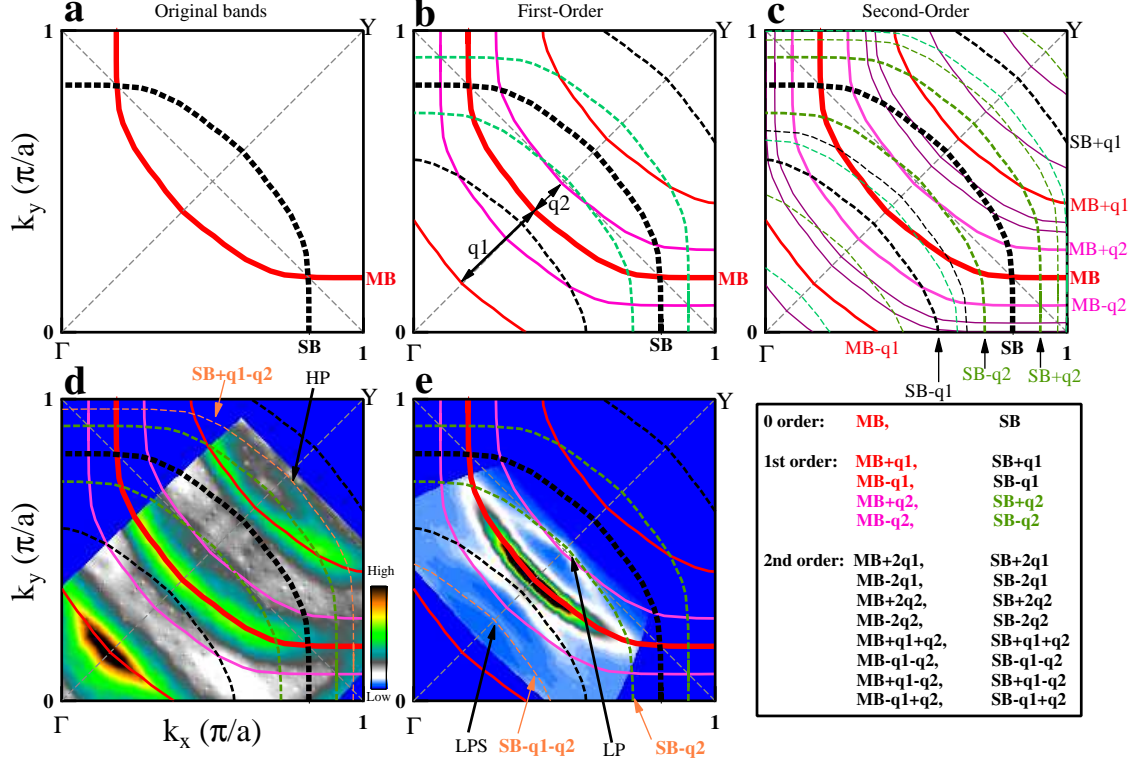 a Original bands
1
Y
k_y (π/a)
MB
0
Γ
SB
1
b First-Order
1
Y
q2
q1
MB
0
SB
1
c Second-Order
1
SB+q1
MB+q1
MB+q2
MB
MB-q2
0
MB-q1
SB-q1
SB-q2
SB
SB+q2
1
d
SB+q1-q2
HP
1
Y
k_y (π/a)
High
Low
0
Γ
k_x (π/a)
1
e
1
Y
0
Γ
1
LPS
SB-q1-q2
LP
SB-q2
0 order: MB, SB
1st order: MB+q1, SB+q1
MB-q1, SB-q1
MB+q2, SB+q2
MB-q2, SB-q2
2nd order: MB+2q1, SB+2q1
MB-2q1, SB-2q1
MB+2q2, SB+2q2
MB-2q2, SB-2q2
MB+q1+q2, SB+q1+q2
MB-q1-q2, SB-q1-q2
MB+q1-q2, SB+q1-q2
MB-q1+q2, SB-q1+q2